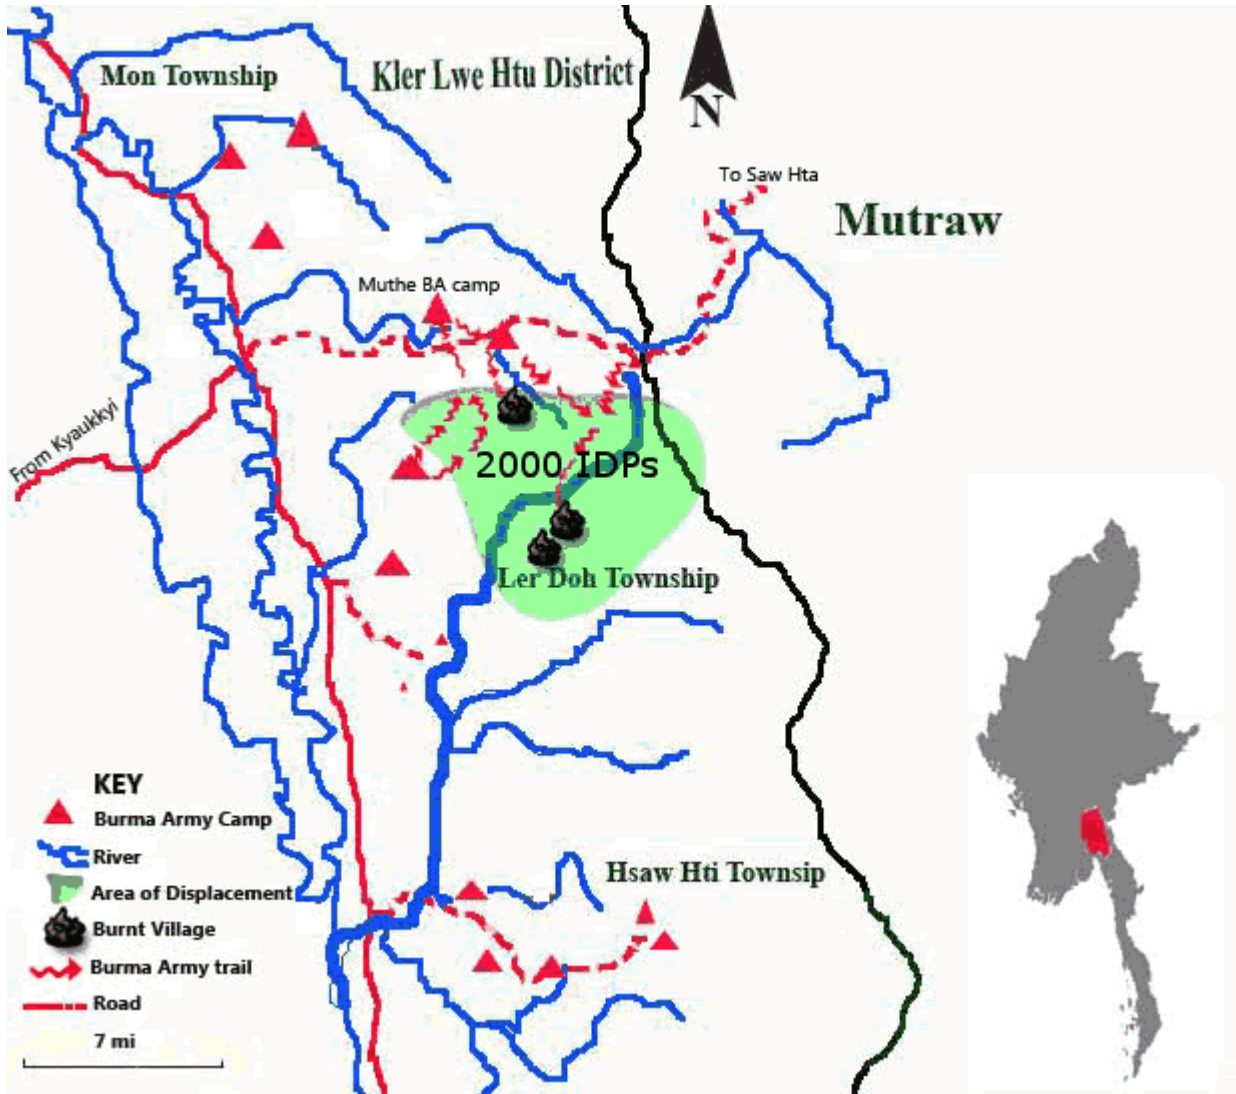 Mon Township
Kler Lwe Htu District
N
To Saw Hta
Mutraw
Muthe BA camp
From Kyaukkyi
2000 IDPs
Ler Doh Township
KEY
Burma Army Camp
River
Area of Displacement
Burnt Village
Burma Army trail
Road
7 mi
Hsaw Hti Townsip